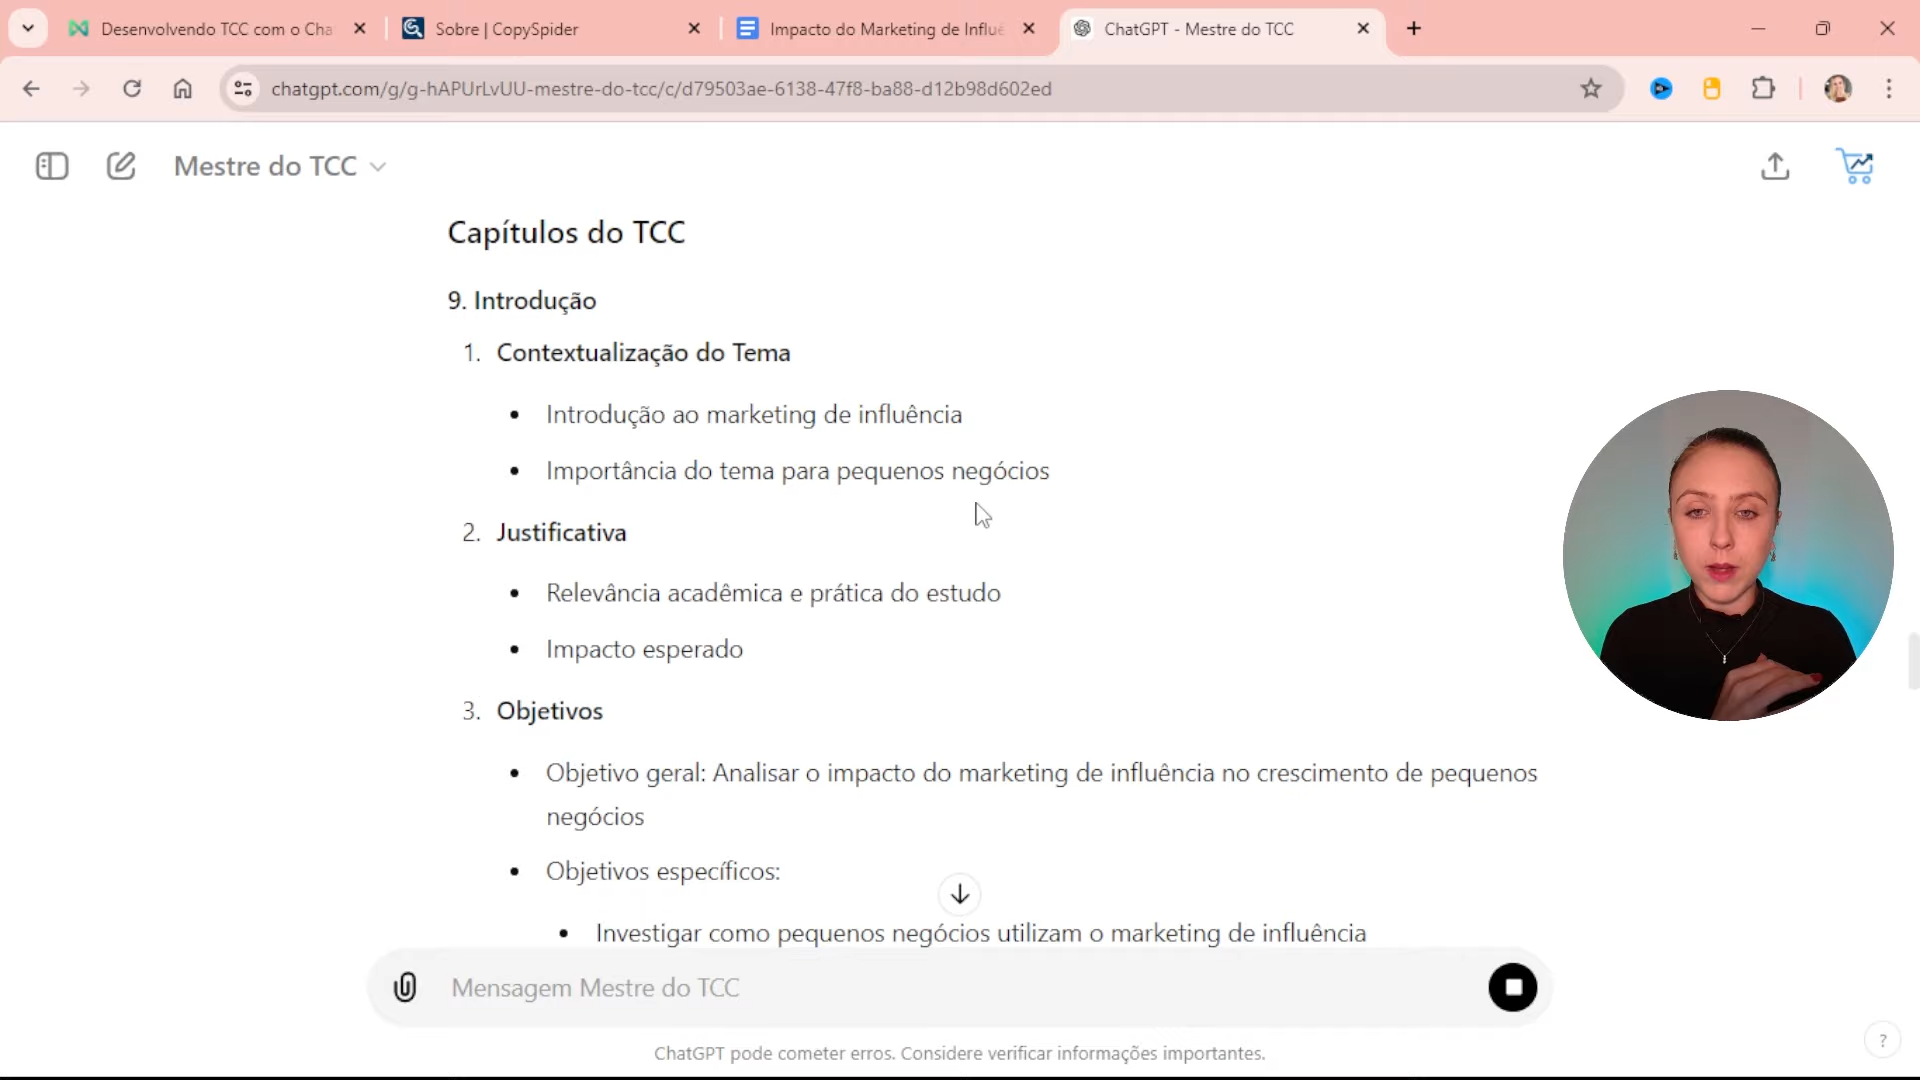 Desenvolvendo TCC com o Cha
Sobre | CopySpider
Impacto do Marketing de Influê
ChatGPT - Mestre do TCC
chatgpt.com/g/g-hAPUrLvUU-mestre-do-tcc/c/d79503ae-6138-47f8-ba88-d12b98d602ed
Mestre do TCC
Capítulos do TCC
9. Introdução
1. Contextualização do Tema
• Introdução ao marketing de influência
• Importância do tema para pequenos negócios
2. Justificativa
• Relevância acadêmica e prática do estudo
• Impacto esperado
3. Objetivos
• Objetivo geral: Analisar o impacto do marketing de influência no crescimento de pequenos
negócios
• Objetivos específicos:
• Investigar como pequenos negócios utilizam o marketing de influência
Mensagem Mestre do TCC
ChatGPT pode cometer erros. Considere verificar informações importantes.
?